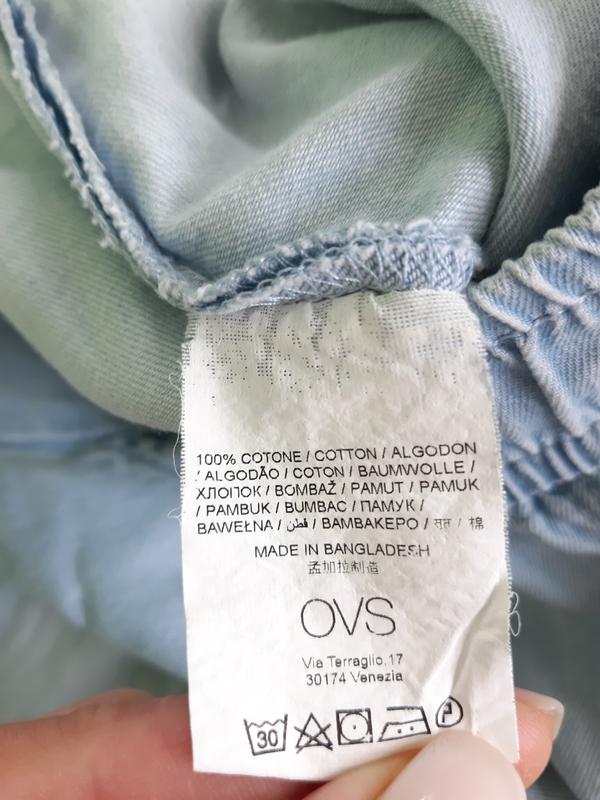 100% COTONE / COTTON / ALGODON
/ ALGODÃO / COTON / BAUMWOLLE /
ХЛОПОК / BOMBAŽ / PAMUT / PAMUK
/ PAMBUK / BUMBAC / ПАМУК /
BAWEŁNA / قطن / BAMBAKEPO / सूत / 棉
MADE IN BANGLADESH
孟加拉制造
OVS
Via Terraglio,17
30174 Venezia
30 P